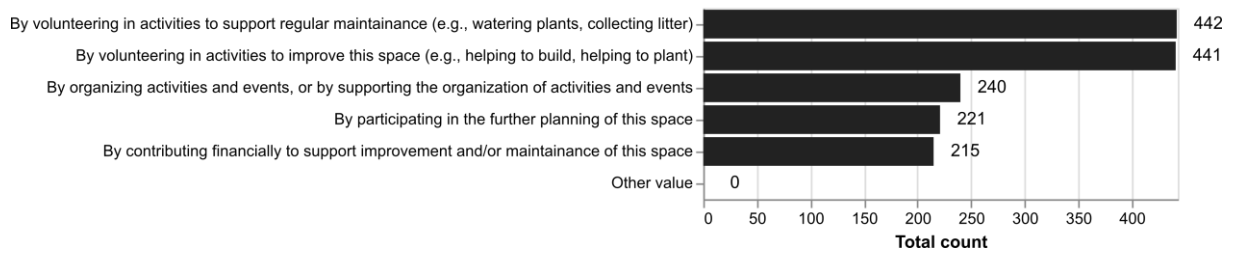 By volunteering in activities to support regular maintainance (e.g., watering plants, collecting litter) 442
By volunteering in activities to improve this space (e.g., helping to build, helping to plant) 441
By organizing activities and events, or by supporting the organization of activities and events 240
By participating in the further planning of this space 221
By contributing financially to support improvement and/or maintainance of this space 215
Other value 0
0 50 100 150 200 250 300 350 400
Total count